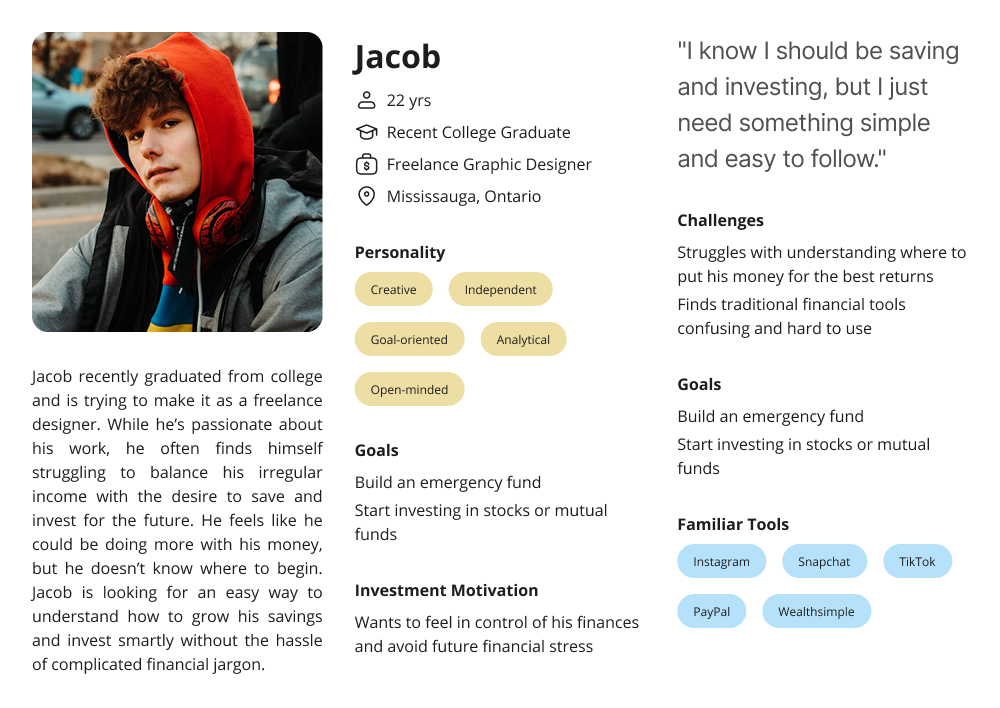 Jacob
22 yrs
Recent College Graduate
Freelance Graphic Designer
Mississauga, Ontario
Jacob recently graduated from college
and is trying to make it as a freelance
designer. While he’s passionate about
his work, he often finds himself
struggling to balance his irregular
income with the desire to save and
invest for the future. He feels like he
could be doing more with his money,
but he doesn’t know where to begin.
Jacob is looking for an easy way to
understand how to grow his savings
and invest smartly without the hassle
of complicated financial jargon.
Personality
Creative
Independent
Goal-oriented
Analytical
Open-minded
Goals
Build an emergency fund
Start investing in stocks or mutual
funds
Investment Motivation
Wants to feel in control of his finances
and avoid future financial stress
"I know I should be saving
and investing, but I just
need something simple
and easy to follow."
Challenges
Struggles with understanding where to
put his money for the best returns
Finds traditional financial tools
confusing and hard to use
Goals
Build an emergency fund
Start investing in stocks or mutual
funds
Familiar Tools
Instagram
Snapchat
TikTok
PayPal
Wealthsimple